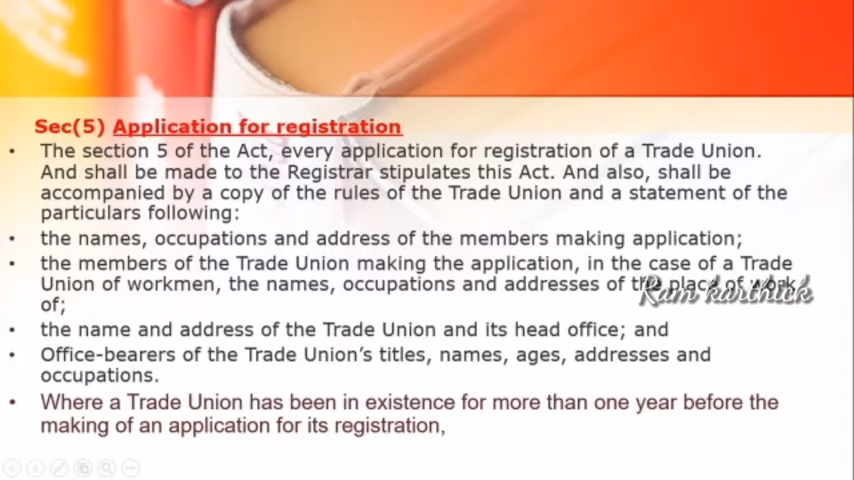 Sec(5) Application for registration
• The section 5 of the Act, every application for registration of a Trade Union.
And shall be made to the Registrar stipulates this Act. And also, shall be
accompanied by a copy of the rules of the Trade Union and a statement of the
particulars following:
• the names, occupations and address of the members making application;
• the members of the Trade Union making the application, in the case of a Trade
Union of workmen, the names, occupations and addresses of the place of work
of;
Ram karthick
• the name and address of the Trade Union and its head office; and
• Office-bearers of the Trade Union’s titles, names, ages, addresses and
occupations.
• Where a Trade Union has been in existence for more than one year before the
making of an application for its registration,